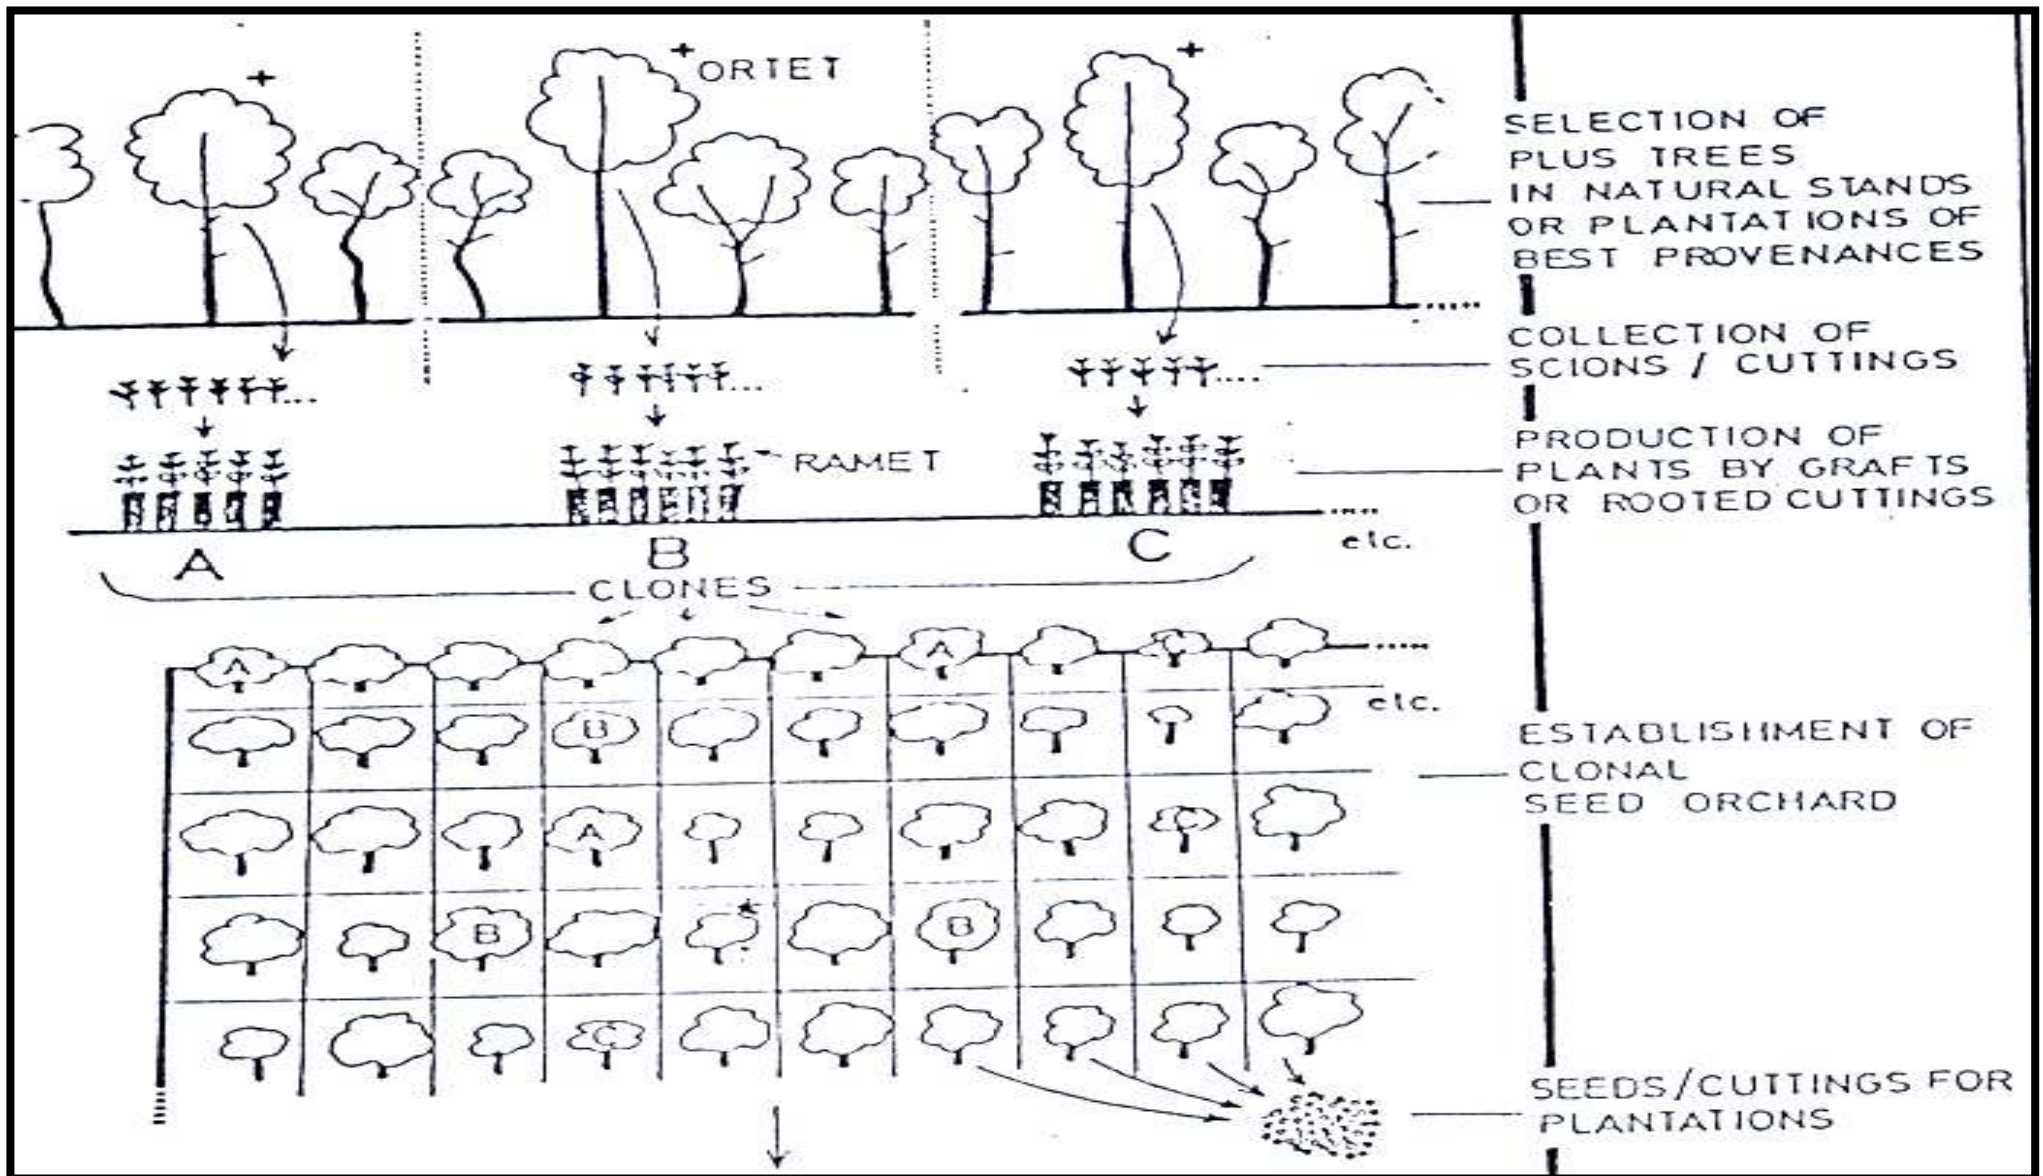 +
+ ORTET
+
SELECTION OF
PLUS TREES
IN NATURAL STANDS
OR PLANTATIONS OF
BEST PROVENANCES
COLLECTION OF
SCIONS / CUTTINGS
RAMET
PRODUCTION OF
PLANTS BY GRAFTS
OR ROOTED CUTTINGS
A
B
C
etc.
CLONES
A
A
C
etc.
B
ESTABLISHMENT OF
CLONAL
SEED ORCHARD
A
C
B
B
C
SEEDS/CUTTINGS FOR
PLANTATIONS